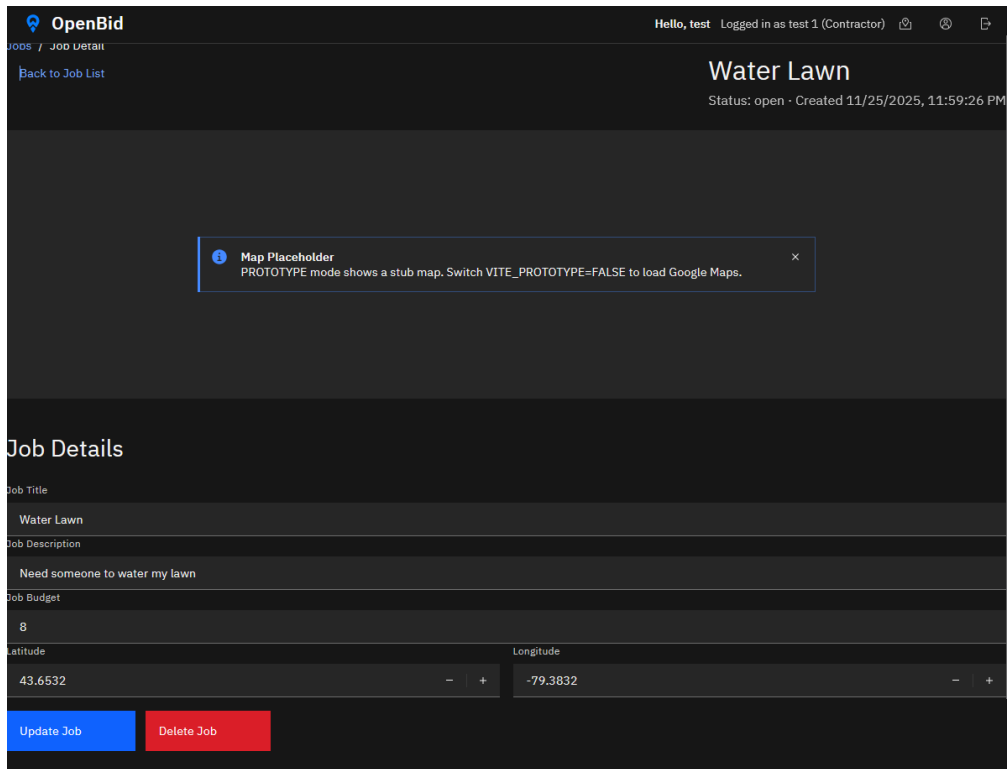 OpenBid
Hello, test Logged in as test 1 (Contractor)
Jobs / Job Detail
Back to Job List
Water Lawn
Status: open · Created 11/25/2025, 11:59:26 PM
Map Placeholder
PROTOTYPE mode shows a stub map. Switch VITE_PROTOTYPE=FALSE to load Google Maps.
Job Details
Job Title
Water Lawn
Job Description
Need someone to water my lawn
Job Budget
8
Latitude Longitude
43.6532 − + -79.3832 − +
Update Job Delete Job